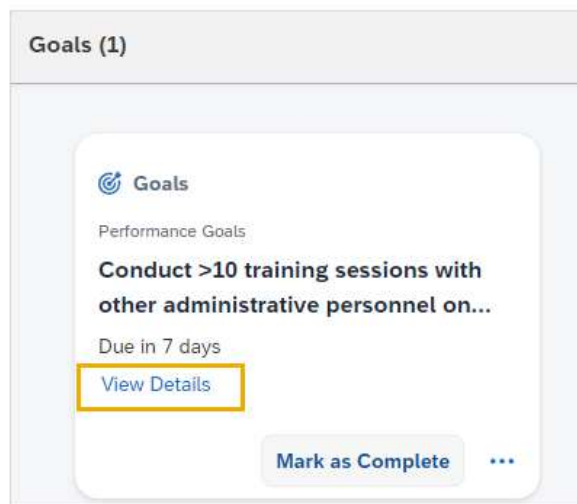 Goals (1)
Goals
Performance Goals
Conduct >10 training sessions with
other administrative personnel on...
Due in 7 days
View Details
Mark as Complete